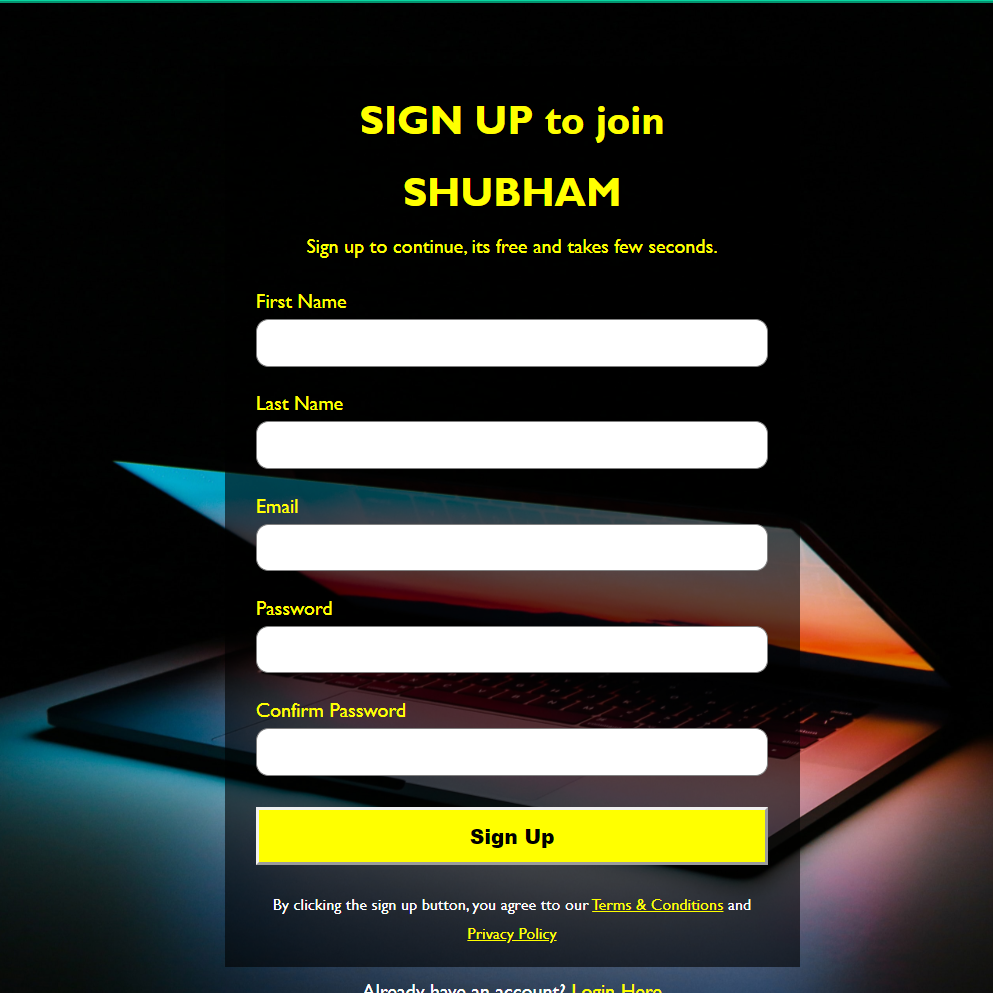 SIGN UP to join
SHUBHAM
Sign up to continue, its free and takes few seconds.
First Name
Last Name
Email
Password
Confirm Password
Sign Up
By clicking the sign up button, you agree tto our Terms & Conditions and
Privacy Policy
Already have an account? Login Here